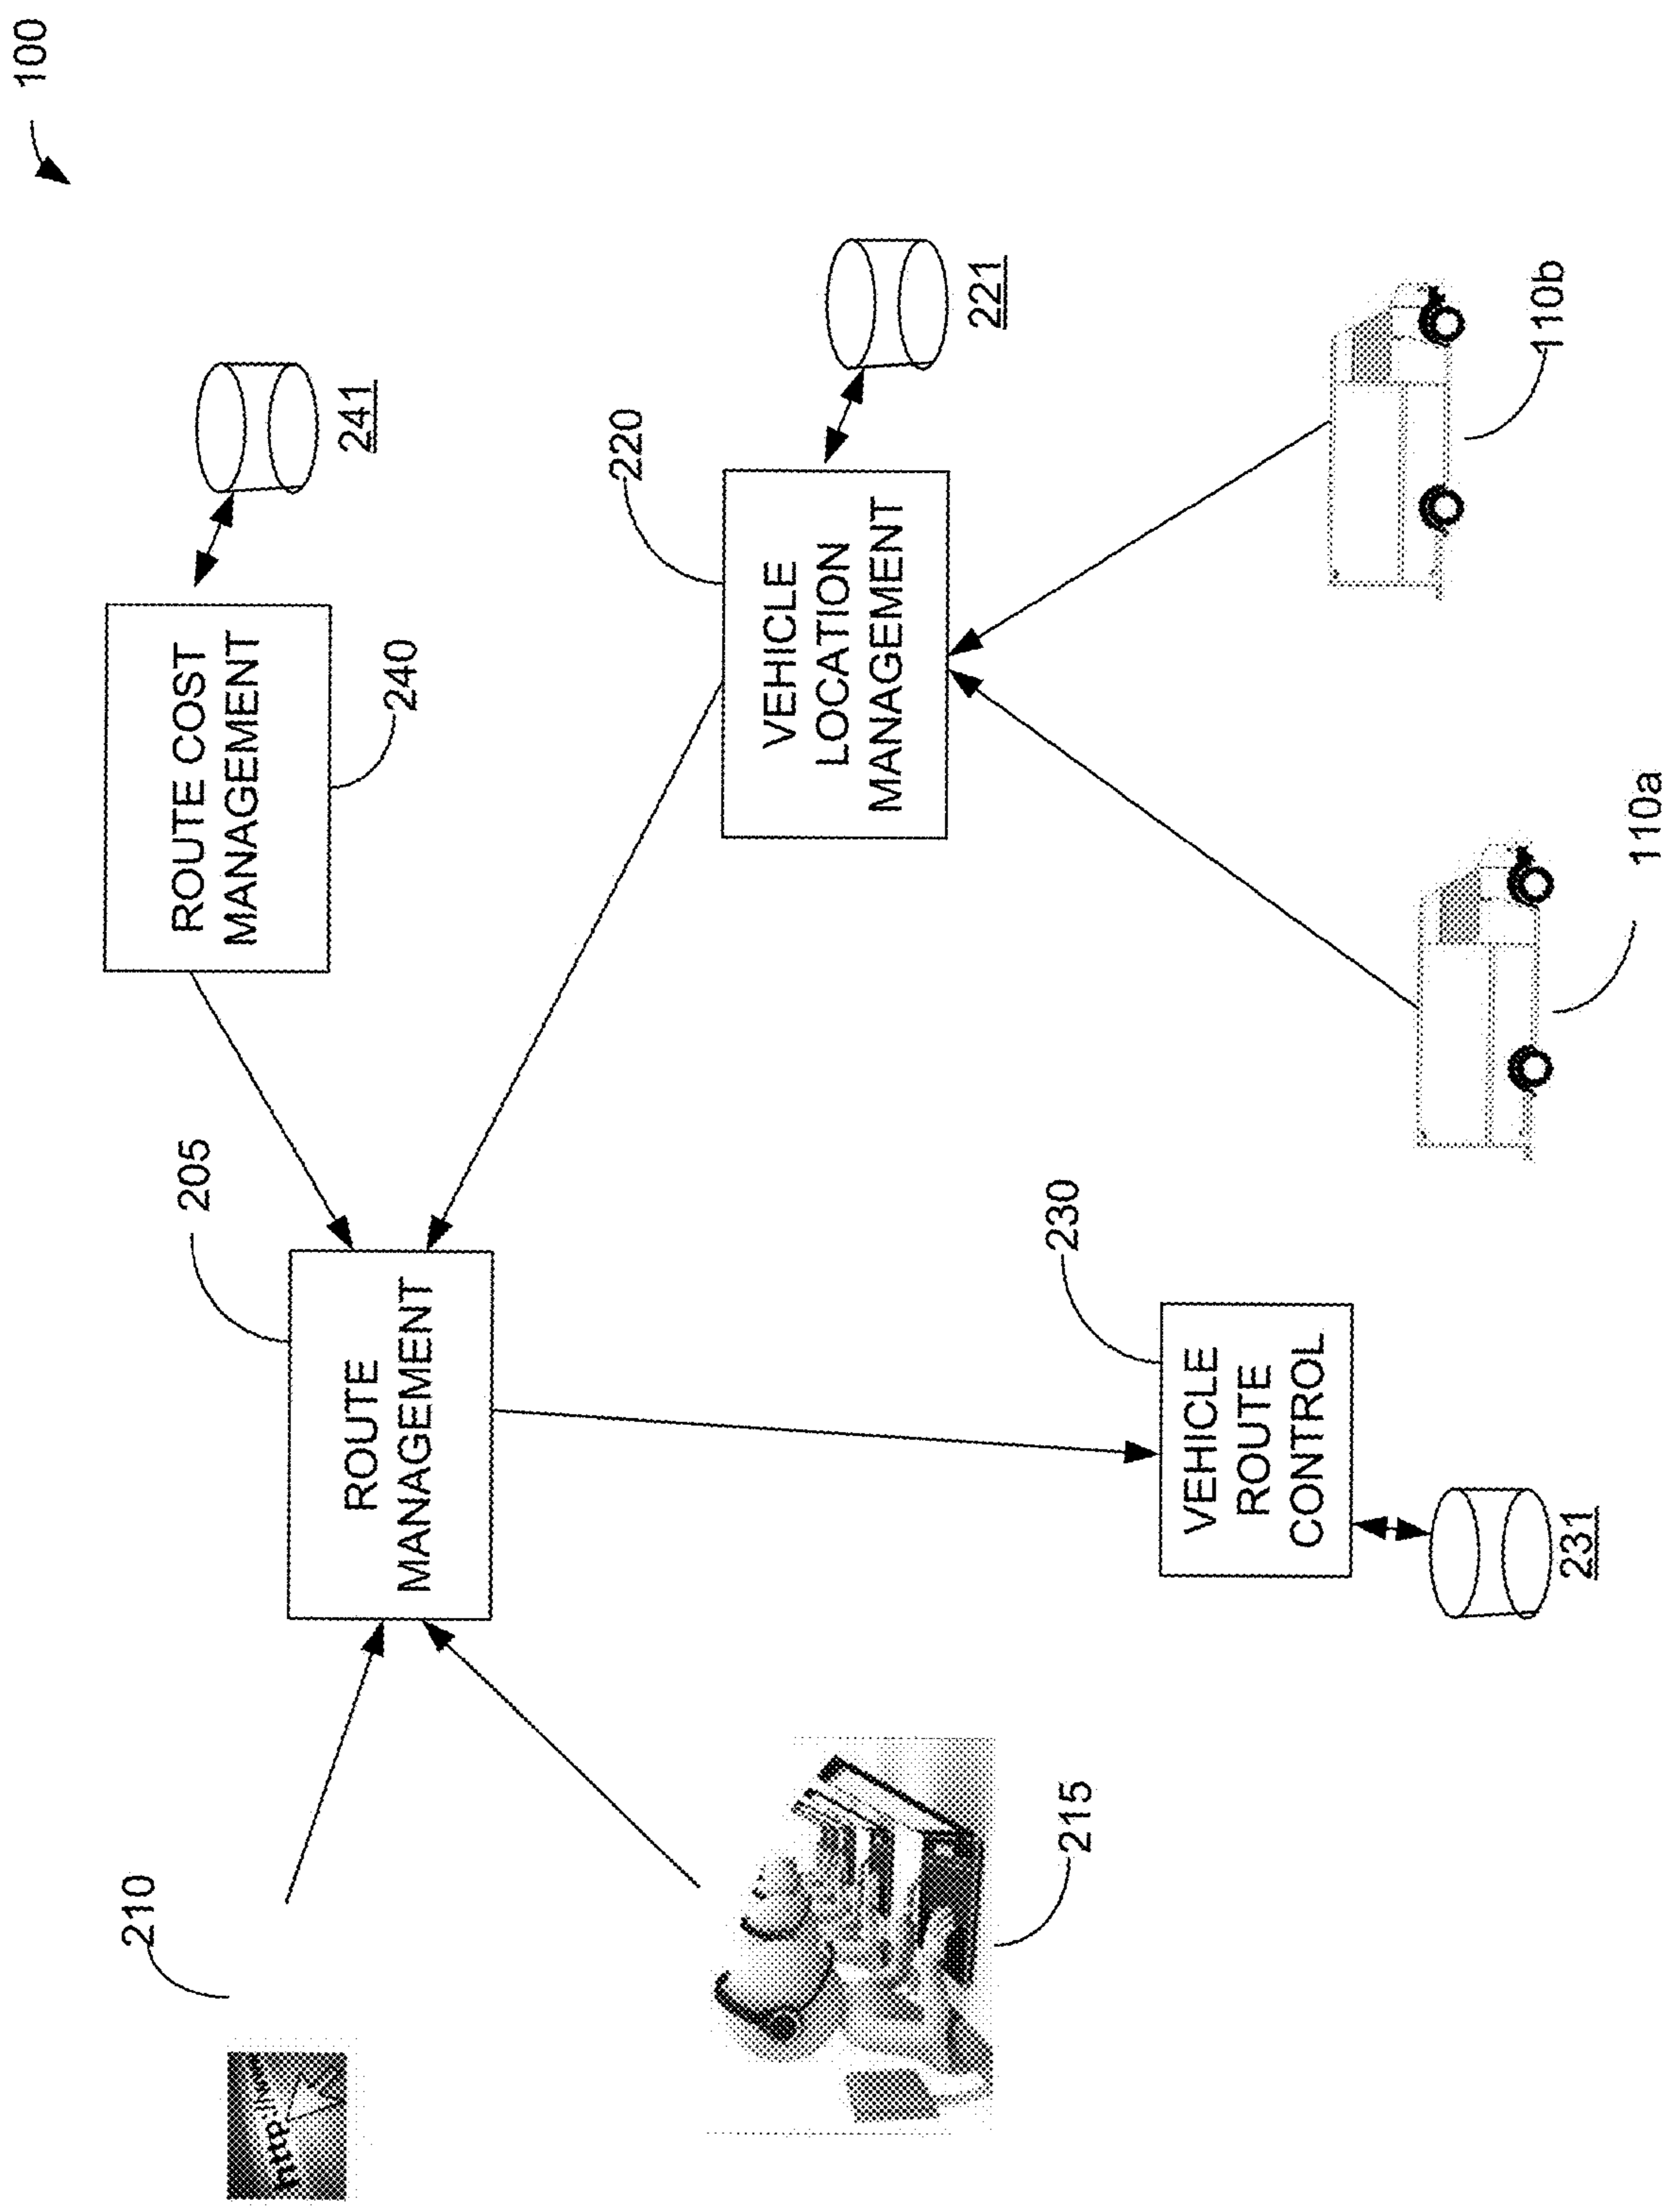 100
210
205
ROUTE COST
MANAGEMENT
241
240
http://www
ROUTE
MANAGEMENT
220
VEHICLE
LOCATION
MANAGEMENT
221
215
230
VEHICLE
ROUTE
CONTROL
231
110a
110b